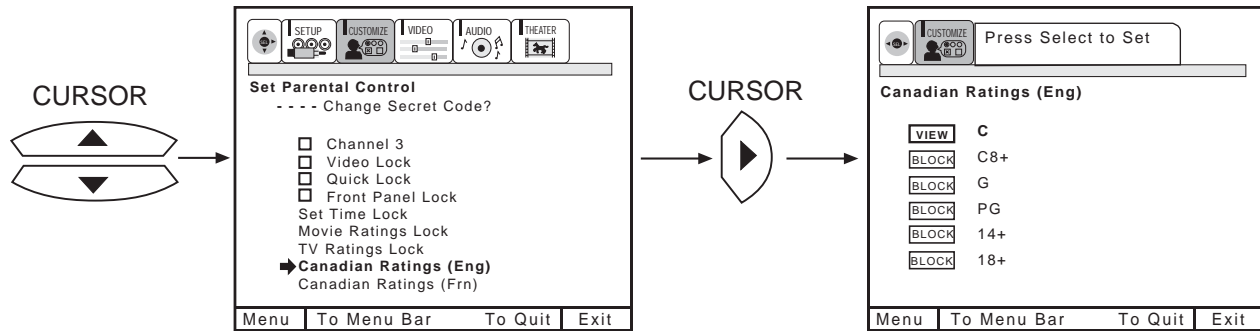 CURSOR
SETUP CUSTOMIZE VIDEO AUDIO THEATER
SEL
Set Parental Control
- - - - Change Secret Code?
Channel 3
Video Lock
Quick Lock
Front Panel Lock
Set Time Lock
Movie Ratings Lock
TV Ratings Lock
Canadian Ratings (Eng)
Canadian Ratings (Frn)
Menu To Menu Bar To Quit Exit
CURSOR
CUSTOMIZE Press Select to Set
SEL
Canadian Ratings (Eng)
VIEW C
BLOCK C8+
BLOCK G
BLOCK PG
BLOCK 14+
BLOCK 18+
Menu To Menu Bar To Quit Exit